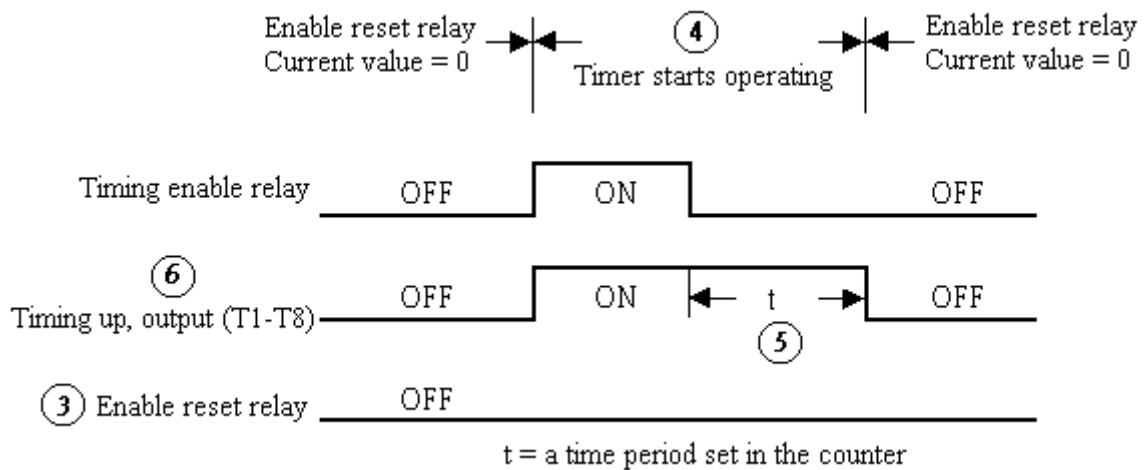 Enable reset relay
Current value = 0
4
Timer starts operating
Enable reset relay
Current value = 0
Timing enable relay
OFF
ON
OFF
6
Timing up, output (T1-T8)
OFF
ON
t
5
OFF
3 Enable reset relay
OFF
t = a time period set in the counter